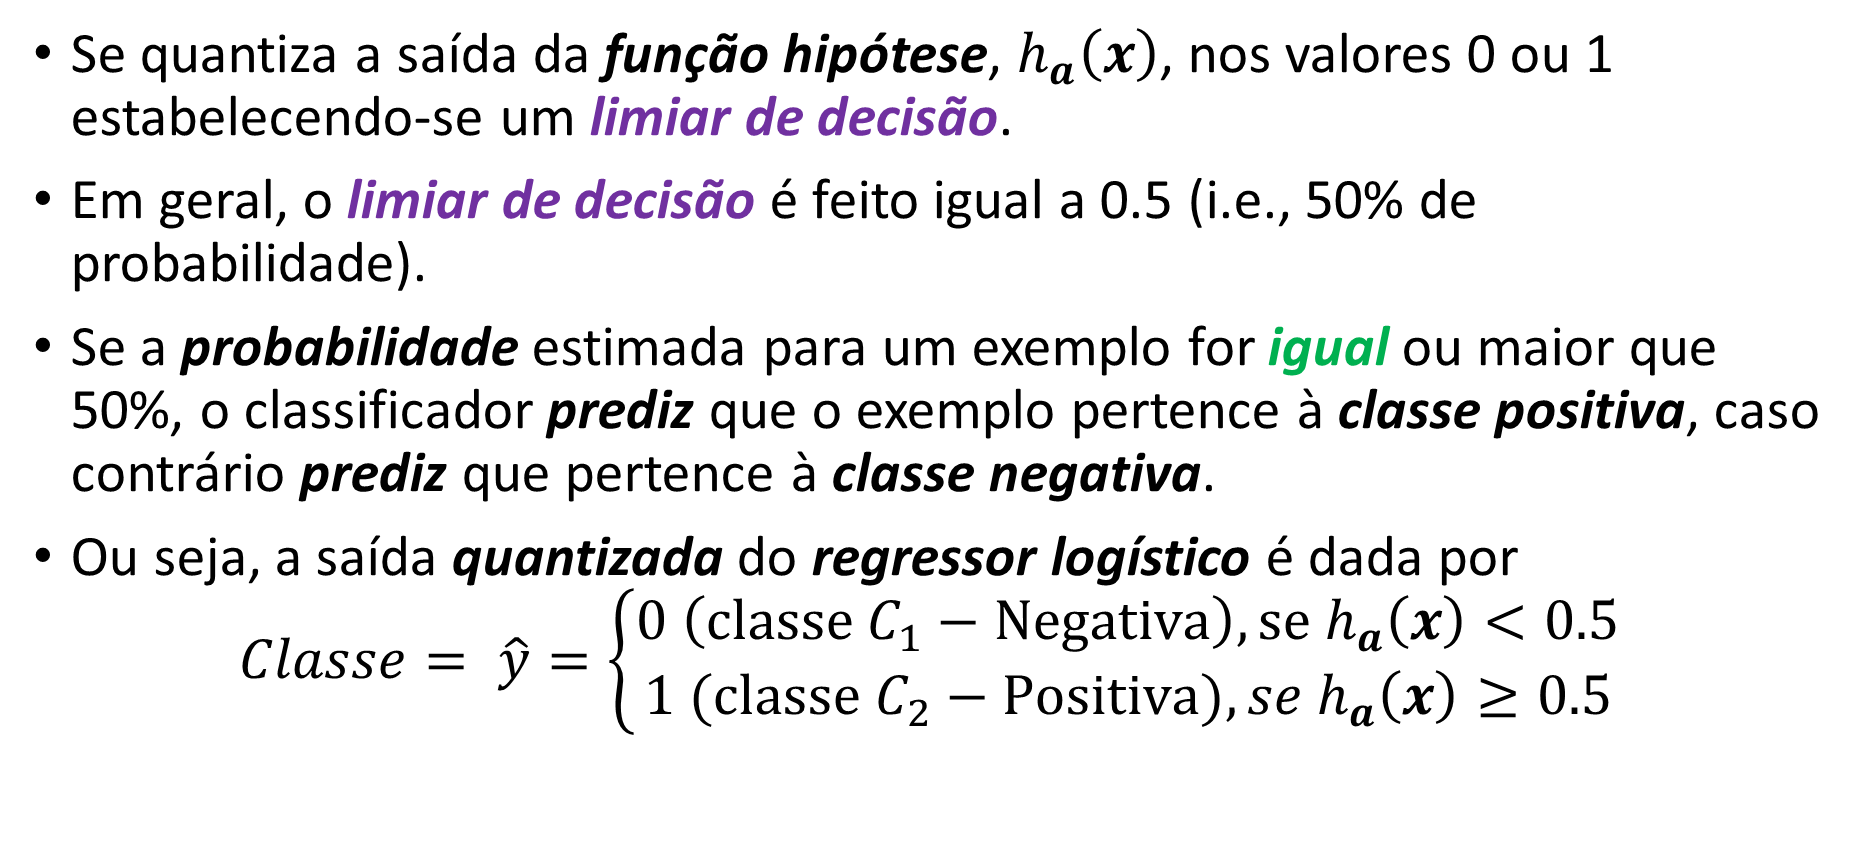 • Se quantiza a saída da função hipótese, h𝒂(𝒙), nos valores 0 ou 1
estabelecendo-se um limiar de decisão.
• Em geral, o limiar de decisão é feito igual a 0.5 (i.e., 50% de
probabilidade).
• Se a probabilidade estimada para um exemplo for igual ou maior que
50%, o classificador prediz que o exemplo pertence à classe positiva, caso
contrário prediz que pertence à classe negativa.
• Ou seja, a saída quantizada do regressor logístico é dada por
Classe = ŷ = { 0 (classe C₁ − Negativa), se h𝒂(𝒙) < 0.5
1 (classe C₂ − Positiva), se h𝒂(𝒙) ≥ 0.5